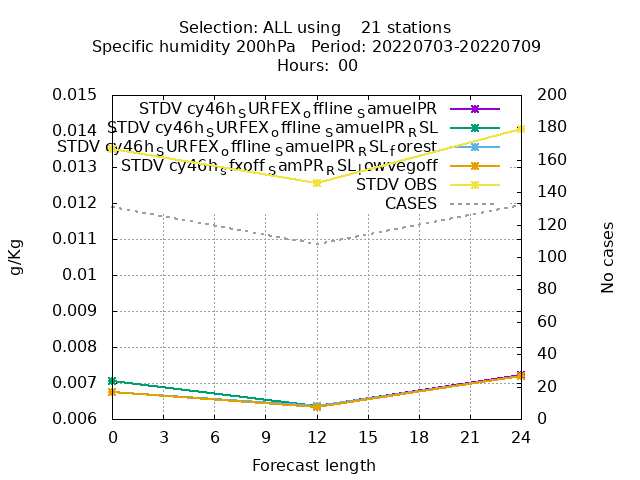 Selection: ALL using    21 stations
Specific humidity 200hPa   Period: 20220703-20220709
Hours:  00
STDV cy46h_SURFEX_offline_SamueIPR
STDV cy46h_SURFEX_offline_SamueIPR_RSL
STDV cy46h_SURFEX_offline_SamueIPR_RSL_forest
STDV cy46h_sfxoff_SamPR_RSL_lowvegoff
STDV OBS
CASES
0.015
0.014
0.013
0.012
0.011
0.01
0.009
0.008
0.007
0.006
200
180
160
140
120
100
80
60
40
20
0
g/Kg
No cases
0 3 6 9 12 15 18 21 24
Forecast length